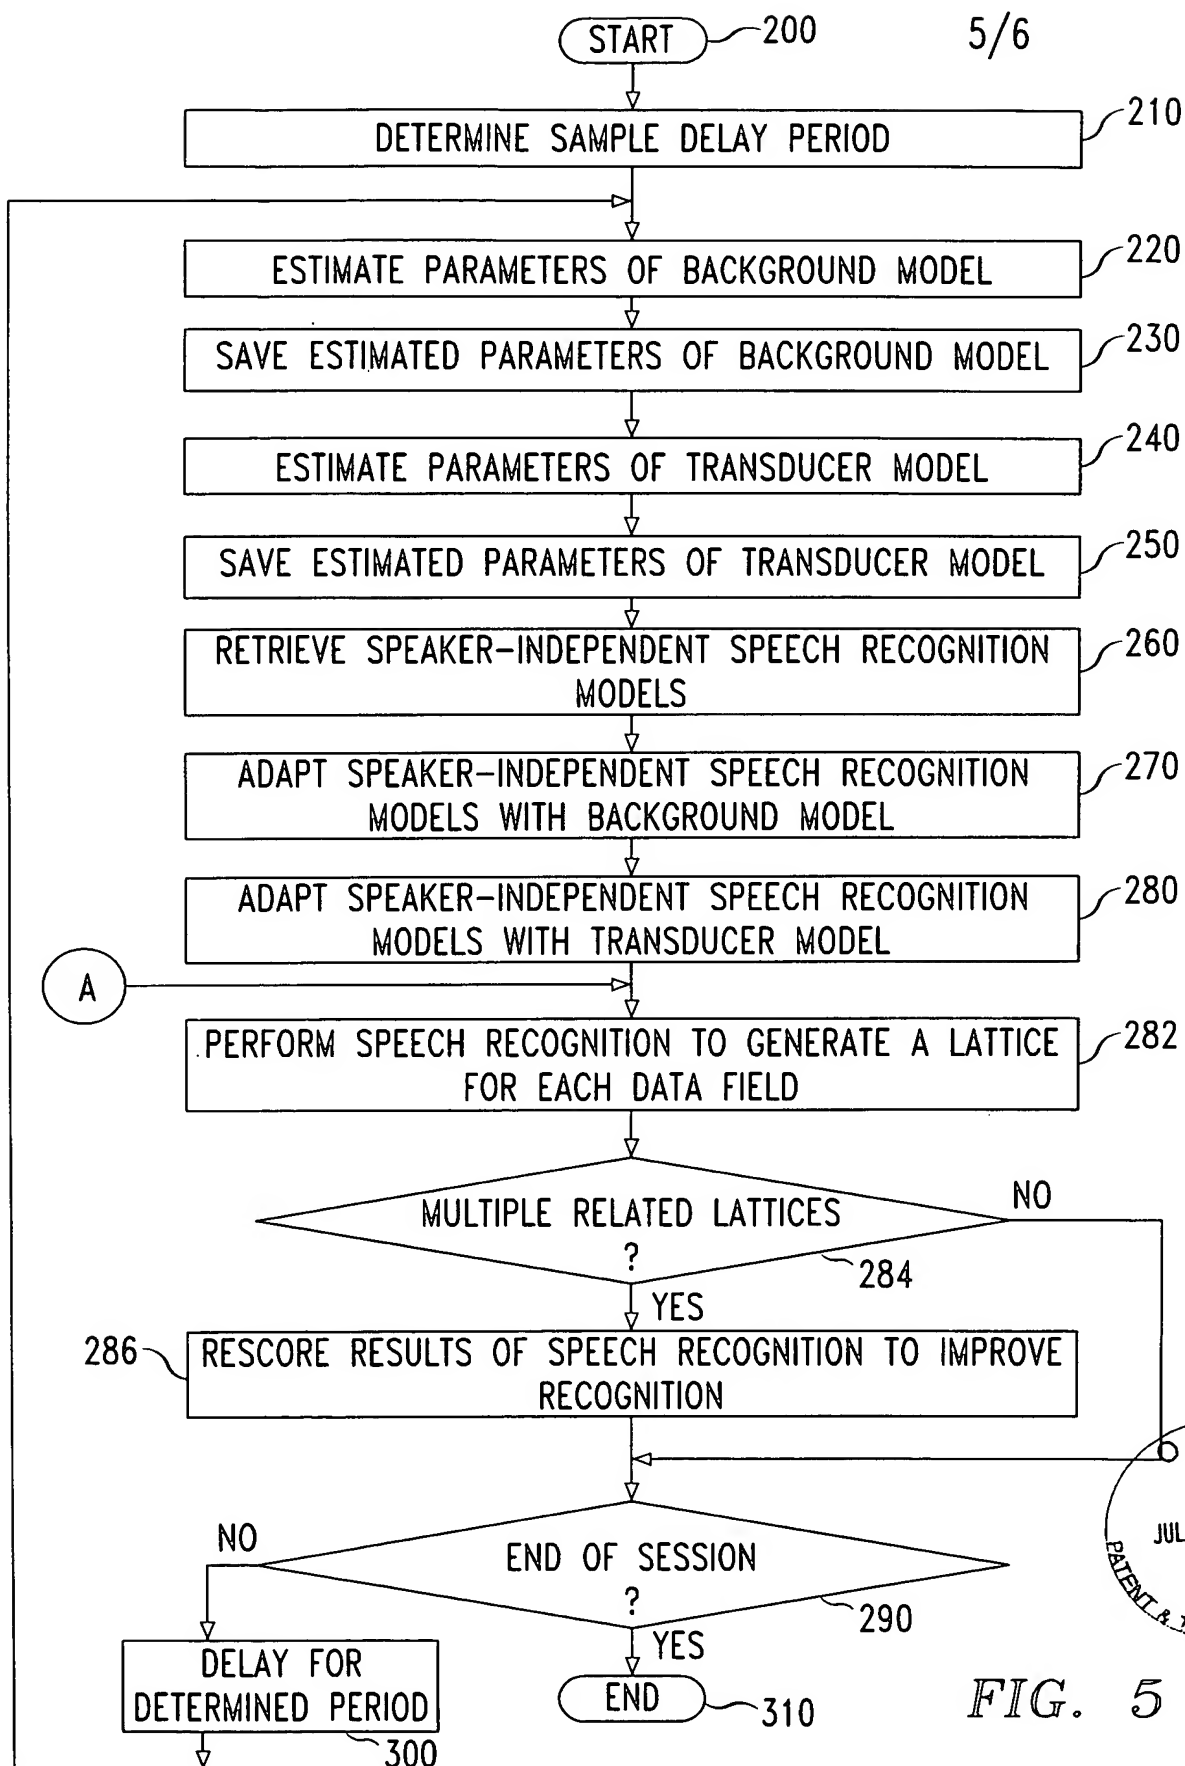 START
200
5/6
DETERMINE SAMPLE DELAY PERIOD
210
ESTIMATE PARAMETERS OF BACKGROUND MODEL
220
SAVE ESTIMATED PARAMETERS OF BACKGROUND MODEL
230
ESTIMATE PARAMETERS OF TRANSDUCER MODEL
240
SAVE ESTIMATED PARAMETERS OF TRANSDUCER MODEL
250
RETRIEVE SPEAKER-INDEPENDENT SPEECH RECOGNITION
MODELS
260
ADAPT SPEAKER-INDEPENDENT SPEECH RECOGNITION
MODELS WITH BACKGROUND MODEL
270
ADAPT SPEAKER-INDEPENDENT SPEECH RECOGNITION
MODELS WITH TRANSDUCER MODEL
280
A
PERFORM SPEECH RECOGNITION TO GENERATE A LATTICE
FOR EACH DATA FIELD
282
MULTIPLE RELATED LATTICES
?
NO
284
YES
286
RESCORE RESULTS OF SPEECH RECOGNITION TO IMPROVE
RECOGNITION
JUL
PATENT &
NO
END OF SESSION
?
290
YES
DELAY FOR
DETERMINED PERIOD
300
END
310
FIG. 5